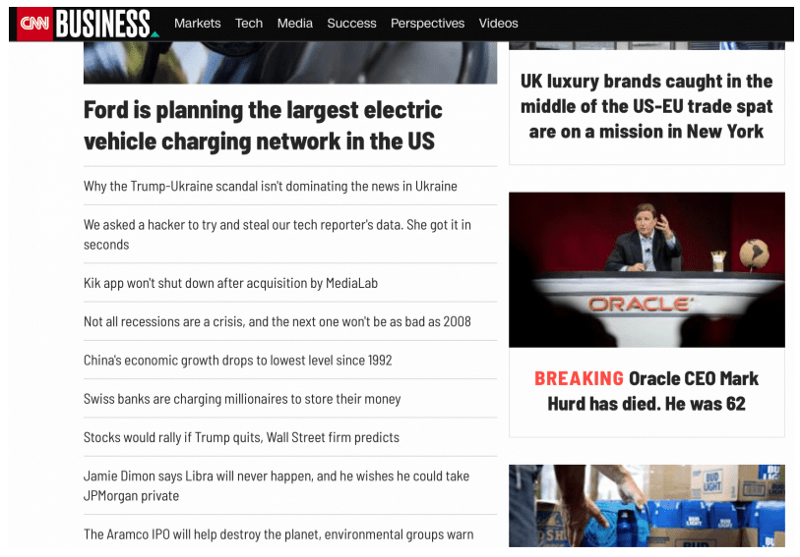 CNN BUSINESS Markets Tech Media Success Perspectives Videos
Ford is planning the largest electric
vehicle charging network in the US
Why the Trump-Ukraine scandal isn't dominating the news in Ukraine
We asked a hacker to try and steal our tech reporter's data. She got it in
seconds
Kik app won't shut down after acquisition by MediaLab
Not all recessions are a crisis, and the next one won't be as bad as 2008
China's economic growth drops to lowest level since 1992
Swiss banks are charging millionaires to store their money
Stocks would rally if Trump quits, Wall Street firm predicts
Jamie Dimon says Libra will never happen, and he wishes he could take
JPMorgan private
The Aramco IPO will help destroy the planet, environmental groups warn
UK luxury brands caught in the
middle of the US-EU trade spat
are on a mission in New York
ORACLE
BREAKING Oracle CEO Mark
Hurd has died. He was 62
BUD
LIGHT